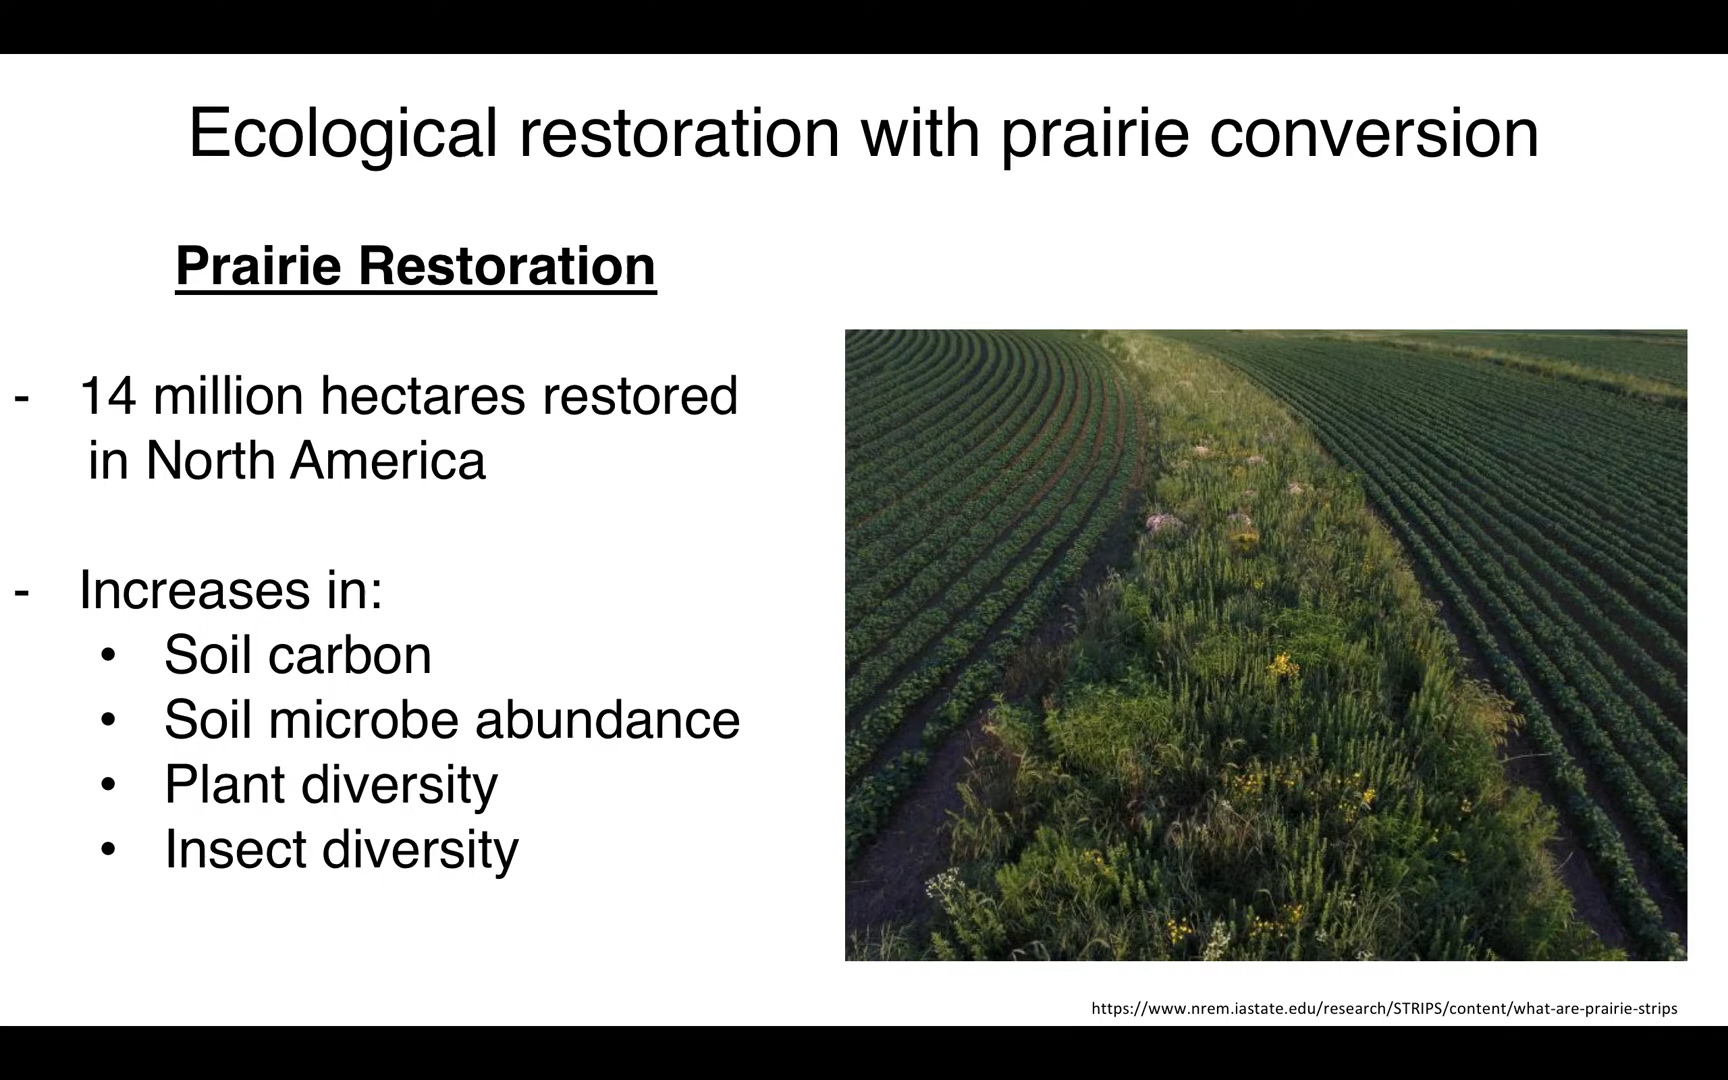 Ecological restoration with prairie conversion
Prairie Restoration
- 14 million hectares restored
in North America
- Increases in:
• Soil carbon
• Soil microbe abundance
• Plant diversity
• Insect diversity
https://www.nrem.iastate.edu/research/STRIPS/content/what-are-prairie-strips